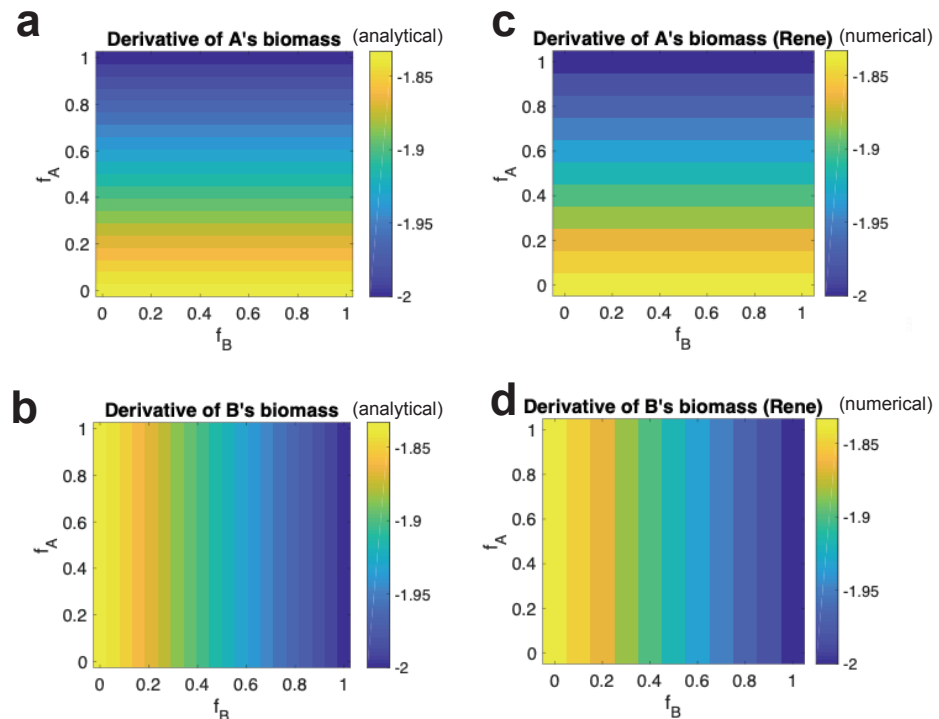 a
Derivative of A's biomass (analytical)
1
0.8
0.6
0.4
0.2
0
f_A
0 0.2 0.4 0.6 0.8 1
f_B
-1.85
-1.9
-1.95
-2
c
Derivative of A's biomass (Rene) (numerical)
1
0.8
0.6
0.4
0.2
0
f_A
0 0.2 0.4 0.6 0.8 1
f_B
-1.85
-1.9
-1.95
-2
b
Derivative of B's biomass (analytical)
1
0.8
0.6
0.4
0.2
0
f_A
0 0.2 0.4 0.6 0.8 1
f_B
-1.85
-1.9
-1.95
-2
d
Derivative of B's biomass (Rene) (numerical)
1
0.8
0.6
0.4
0.2
0
f_A
0 0.2 0.4 0.6 0.8 1
f_B
-1.85
-1.9
-1.95
-2